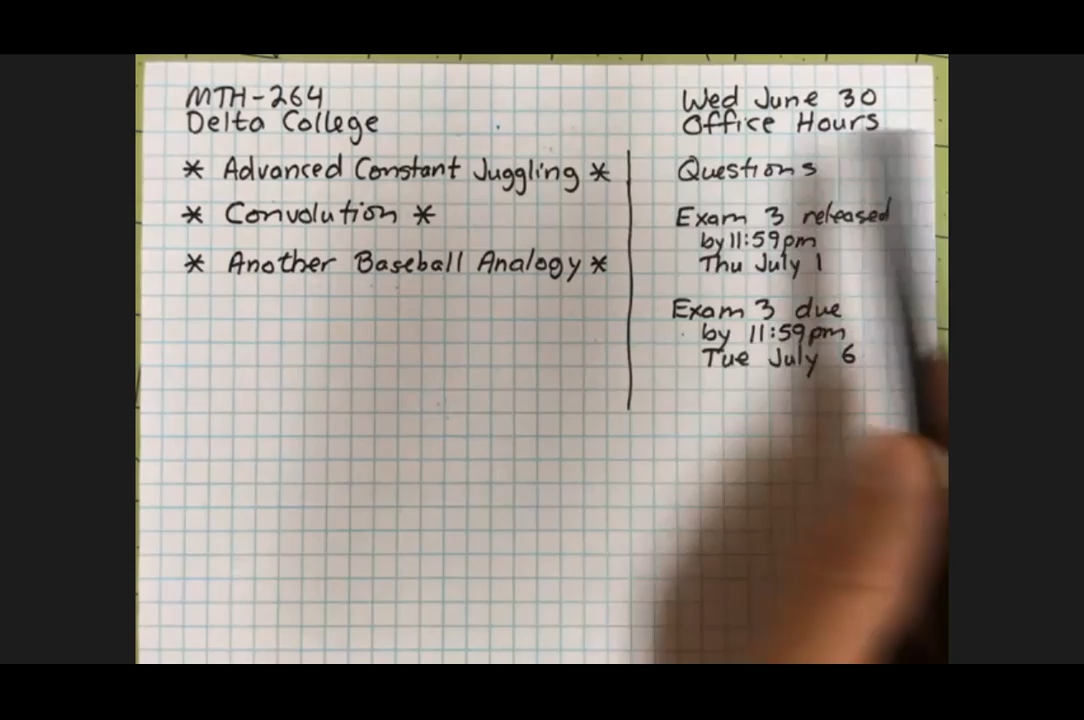 MTH-264
Delta College
* Advanced Constant Juggling *
* Convolution *
* Another Baseball Analogy *
Wed June 30
Office Hours
Questions
Exam 3 released
by 11:59pm
Thu July 1
Exam 3 due
by 11:59pm
Tue July 6